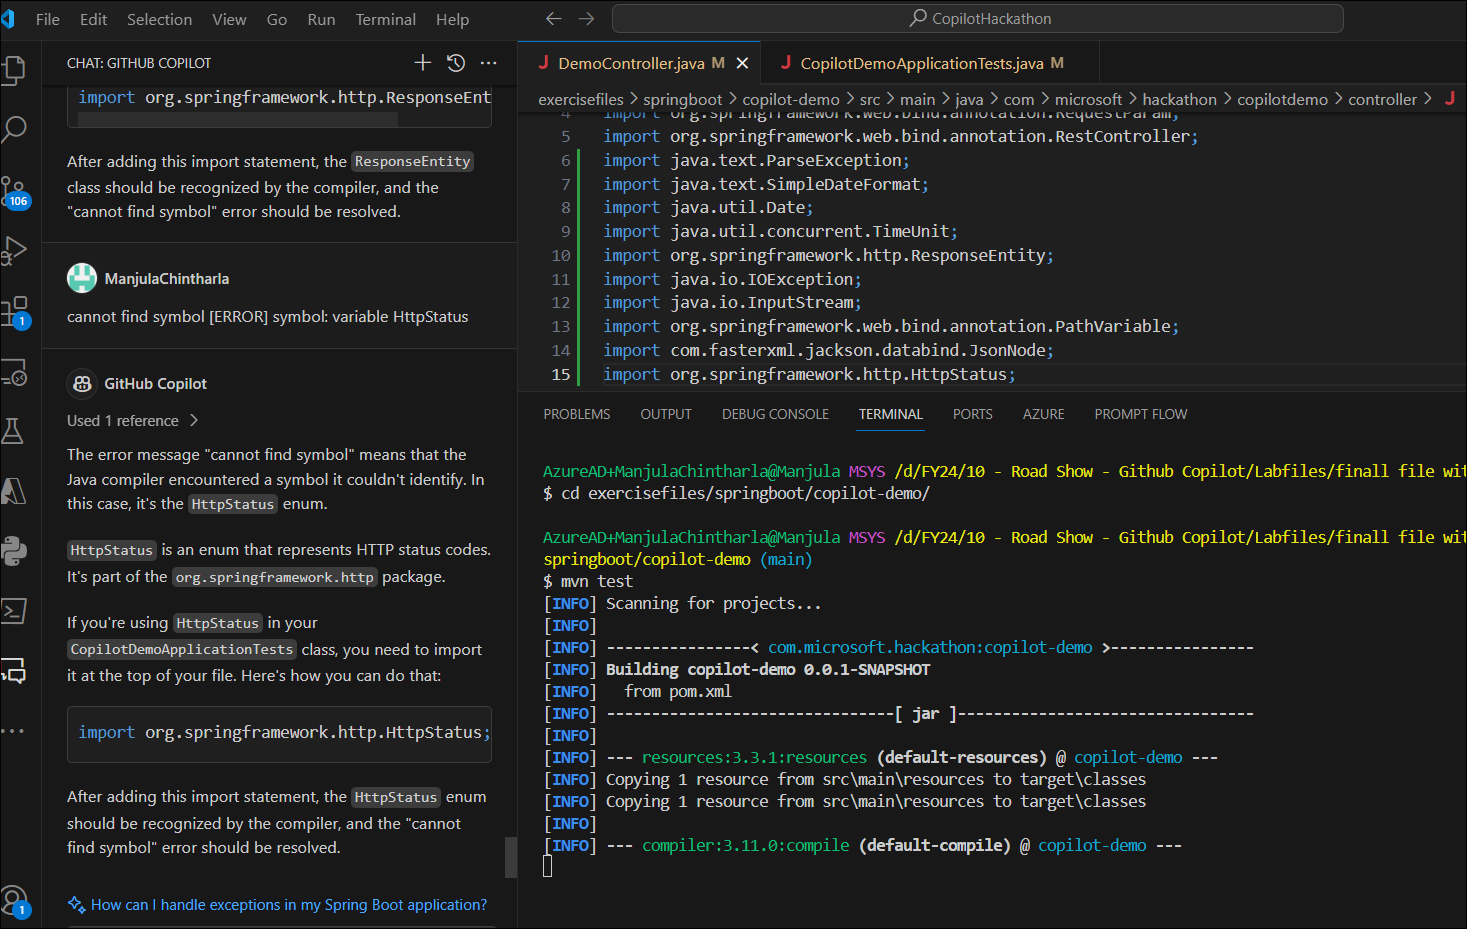 File Edit Selection View Go Run Terminal Help
CopilotHackathon
CHAT: GITHUB COPILOT
import org.springframework.http.ResponseEnt
After adding this import statement, the ResponseEntity
class should be recognized by the compiler, and the
"cannot find symbol" error should be resolved.
ManjulaChintharla
cannot find symbol [ERROR] symbol: variable HttpStatus
GitHub Copilot
Used 1 reference
The error message "cannot find symbol" means that the
Java compiler encountered a symbol it couldn't identify. In
this case, it's the HttpStatus enum.
HttpStatus is an enum that represents HTTP status codes.
It's part of the org.springframework.http package.
If you're using HttpStatus in your
CopilotDemoApplicationTests class, you need to import
it at the top of your file. Here's how you can do that:
import org.springframework.http.HttpStatus;
After adding this import statement, the HttpStatus enum
should be recognized by the compiler, and the "cannot
find symbol" error should be resolved.
How can I handle exceptions in my Spring Boot application?
106
1
1
J DemoController.java M
J CopilotDemoApplicationTests.java M
exercisefiles > springboot > copilot-demo > src > main > java > com > microsoft > hackathon > copilotdemo > controller > J
4 import org.springframework.web.bind.annotation.RequestParam;
5 import org.springframework.web.bind.annotation.RestController;
6 import java.text.ParseException;
7 import java.text.SimpleDateFormat;
8 import java.util.Date;
9 import java.util.concurrent.TimeUnit;
10 import org.springframework.http.ResponseEntity;
11 import java.io.IOException;
12 import java.io.InputStream;
13 import org.springframework.web.bind.annotation.PathVariable;
14 import com.fasterxml.jackson.databind.JsonNode;
15 import org.springframework.http.HttpStatus;
PROBLEMS OUTPUT DEBUG CONSOLE TERMINAL PORTS AZURE PROMPT FLOW
AzureAD+ManjulaChintharla@Manjula MSYS /d/FY24/10 - Road Show - Github Copilot/Labfiles/finall file wit
$ cd exercisefiles/springboot/copilot-demo/
AzureAD+ManjulaChintharla@Manjula MSYS /d/FY24/10 - Road Show - Github Copilot/Labfiles/finall file wit
springboot/copilot-demo (main)
$ mvn test
[INFO] Scanning for projects...
[INFO]
[INFO] ----------------< com.microsoft.hackathon:copilot-demo >----------------
[INFO] Building copilot-demo 0.0.1-SNAPSHOT
[INFO]   from pom.xml
[INFO] --------------------------------[ jar ]---------------------------------
[INFO]
[INFO] --- resources:3.3.1:resources (default-resources) @ copilot-demo ---
[INFO] Copying 1 resource from src\main\resources to target\classes
[INFO] Copying 1 resource from src\main\resources to target\classes
[INFO]
[INFO] --- compiler:3.11.0:compile (default-compile) @ copilot-demo ---